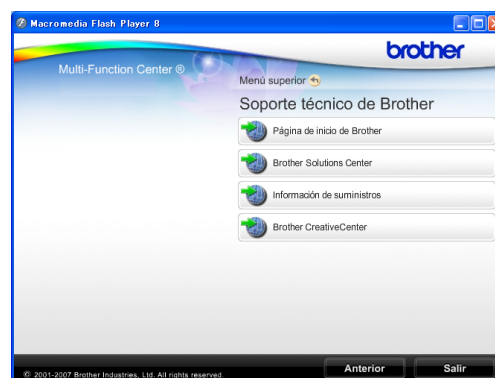 Macromedia Flash Player 8
brother
Multi-Function Center ®
Menú superior
Soporte técnico de Brother
Página de inicio de Brother
Brother Solutions Center
Información de suministros
Brother CreativeCenter
Anterior
Salir
© 2001-2007 Brother Industries, Ltd. All rights reserved.